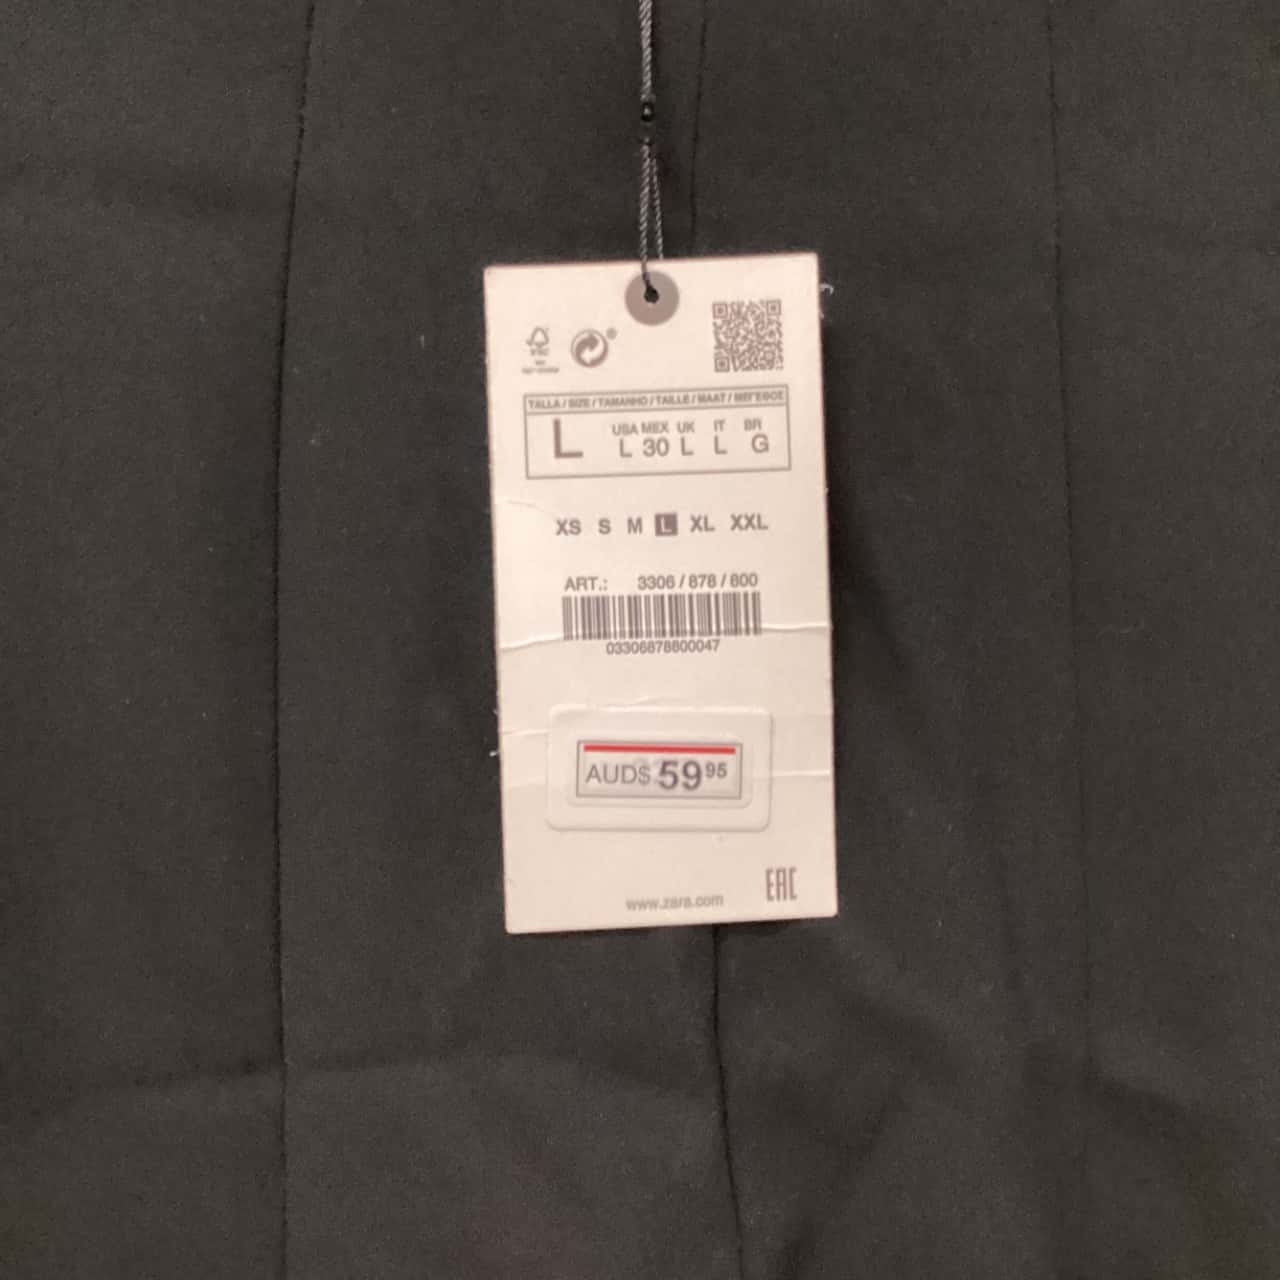 TALLA / SIZE / TAMANHO / TAILLE / MAAT / ΜΕΓΕΘΟΣ
L
USA MEX UK IT BR
L 30 L L G
XS S M L XL XXL
ART.: 3306 / 878 / 800
03306878800047
AUD$ 59 95
www.zara.com
EAC